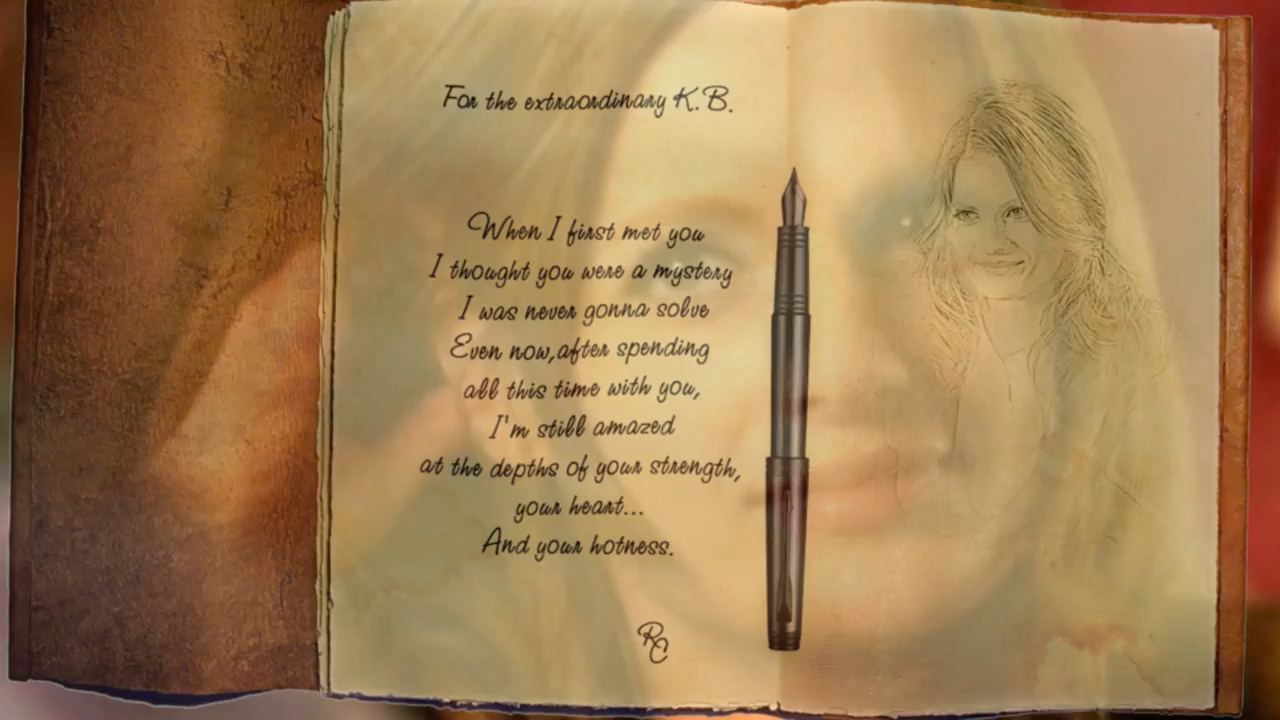 For the extraordinary K.B.
When I first met you
I thought you were a mystery
I was never gonna solve
Even now,after spending
all this time with you,
I'm still amazed
at the depths of your strength,
your heart...
And your hotness.
RC